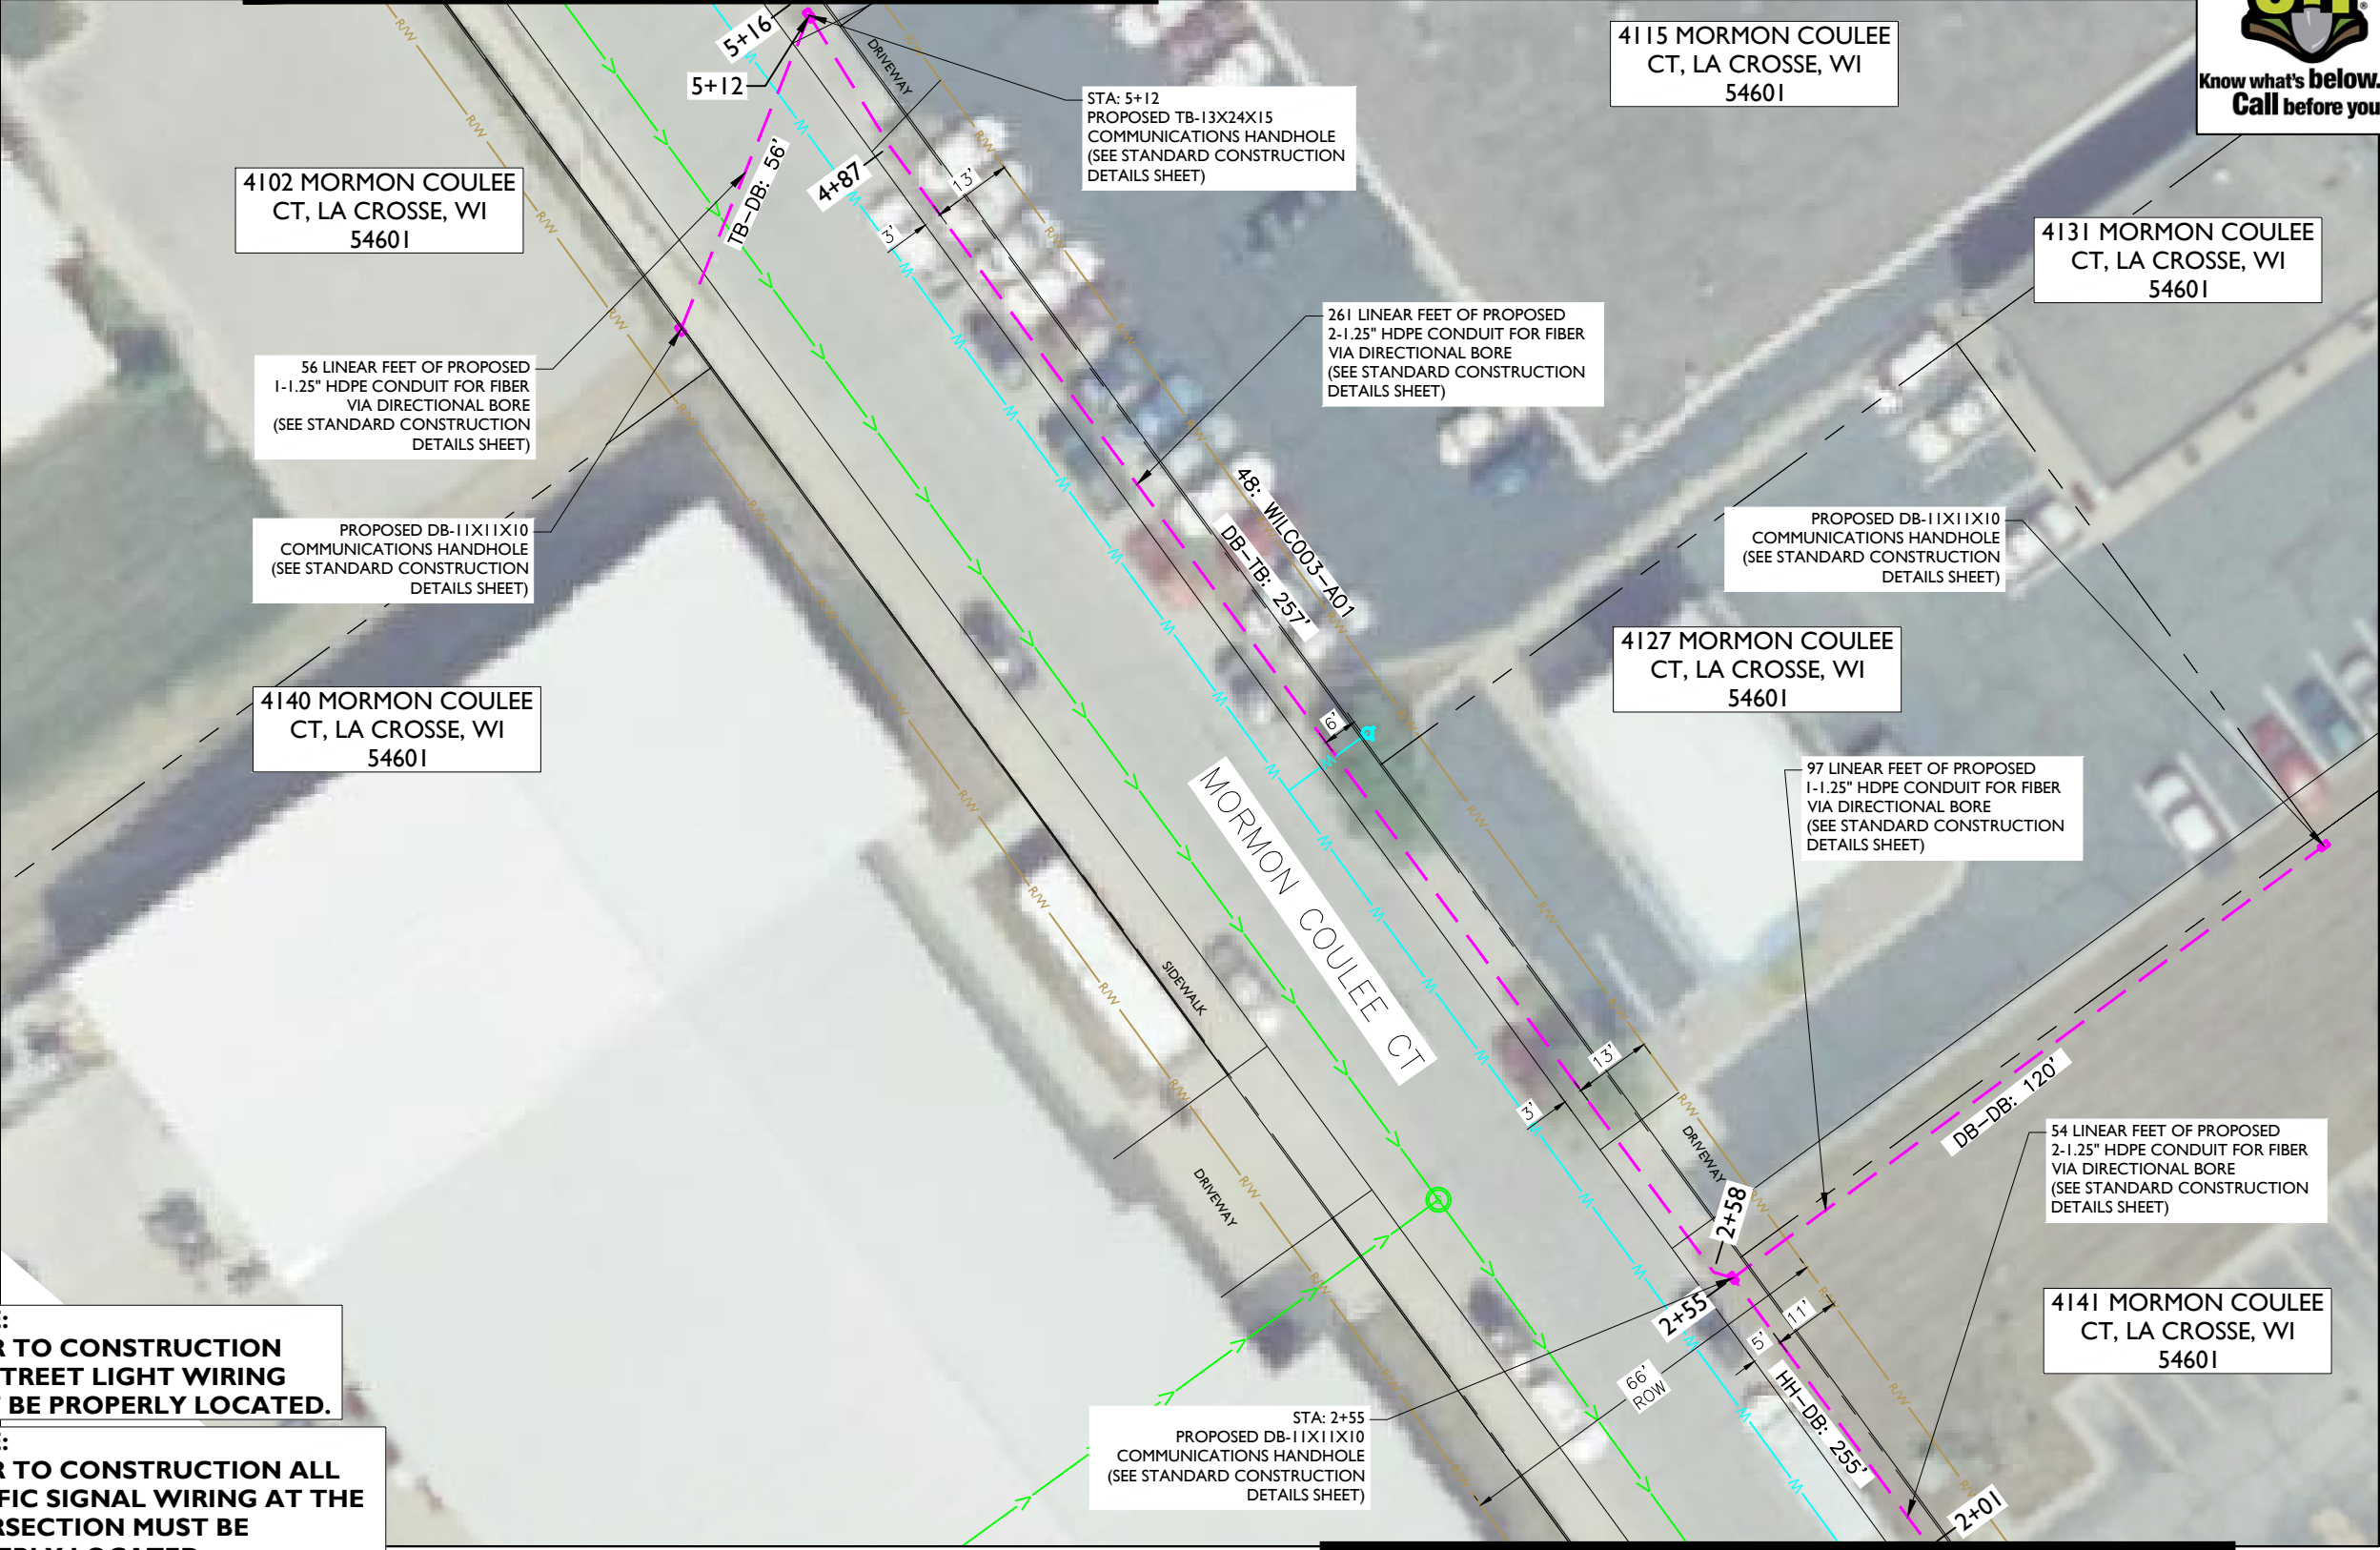 5+16
5+12
DRIVEWAY
STA: 5+12
PROPOSED TB-13X24X15
COMMUNICATIONS HANDHOLE
(SEE STANDARD CONSTRUCTION
DETAILS SHEET)
4115 MORMON COULEE
CT, LA CROSSE, WI
54601
Know what's below.
Call before you
4102 MORMON COULEE
CT, LA CROSSE, WI
54601
TB-DB: 56'
4+87
13'
3'
4131 MORMON COULEE
CT, LA CROSSE, WI
54601
56 LINEAR FEET OF PROPOSED
1-1.25" HDPE CONDUIT FOR FIBER
VIA DIRECTIONAL BORE
(SEE STANDARD CONSTRUCTION
DETAILS SHEET)
261 LINEAR FEET OF PROPOSED
2-1.25" HDPE CONDUIT FOR FIBER
VIA DIRECTIONAL BORE
(SEE STANDARD CONSTRUCTION
DETAILS SHEET)
PROPOSED DB-11X11X10
COMMUNICATIONS HANDHOLE
(SEE STANDARD CONSTRUCTION
DETAILS SHEET)
48: WILC003-A01
DB-TB: 257'
PROPOSED DB-11X11X10
COMMUNICATIONS HANDHOLE
(SEE STANDARD CONSTRUCTION
DETAILS SHEET)
4140 MORMON COULEE
CT, LA CROSSE, WI
54601
4127 MORMON COULEE
CT, LA CROSSE, WI
54601
6'
MORMON COULEE CT
97 LINEAR FEET OF PROPOSED
1-1.25" HDPE CONDUIT FOR FIBER
VIA DIRECTIONAL BORE
(SEE STANDARD CONSTRUCTION
DETAILS SHEET)
SIDEWALK
13'
3'
DRIVEWAY
DRIVEWAY
DB-DB: 120'
54 LINEAR FEET OF PROPOSED
2-1.25" HDPE CONDUIT FOR FIBER
VIA DIRECTIONAL BORE
(SEE STANDARD CONSTRUCTION
DETAILS SHEET)
2+58
2+55
11'
5'
66'
ROW
HH-DB: 255'
4141 MORMON COULEE
CT, LA CROSSE, WI
54601
R TO CONSTRUCTION
TREET LIGHT WIRING
BE PROPERLY LOCATED.
R TO CONSTRUCTION ALL
FIC SIGNAL WIRING AT THE
RSECTION MUST BE
STA: 2+55
PROPOSED DB-11X11X10
COMMUNICATIONS HANDHOLE
(SEE STANDARD CONSTRUCTION
DETAILS SHEET)
2+01
R/W
W
S